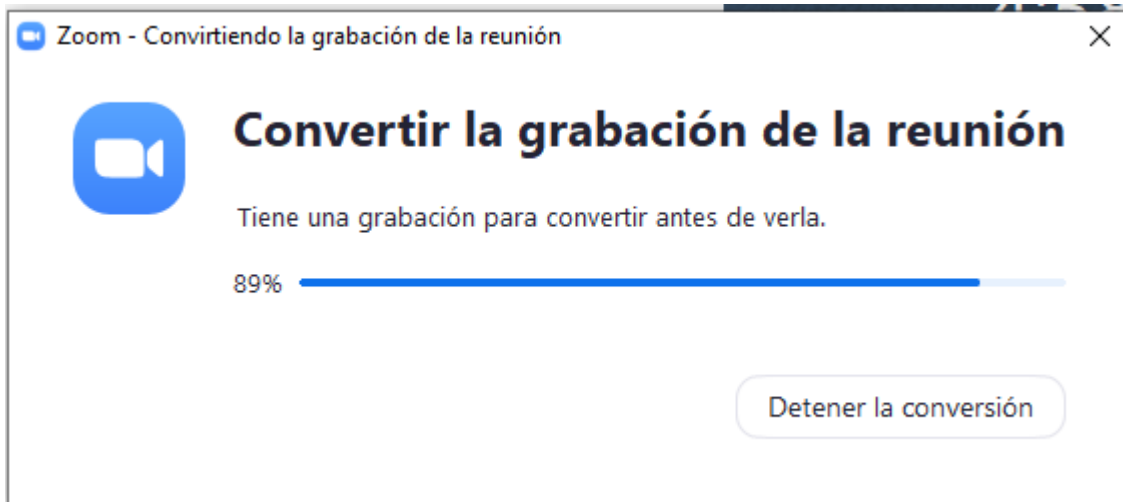 Zoom - Convirtiendo la grabación de la reunión
Convertir la grabación de la reunión
Tiene una grabación para convertir antes de verla.
89%
Detener la conversión